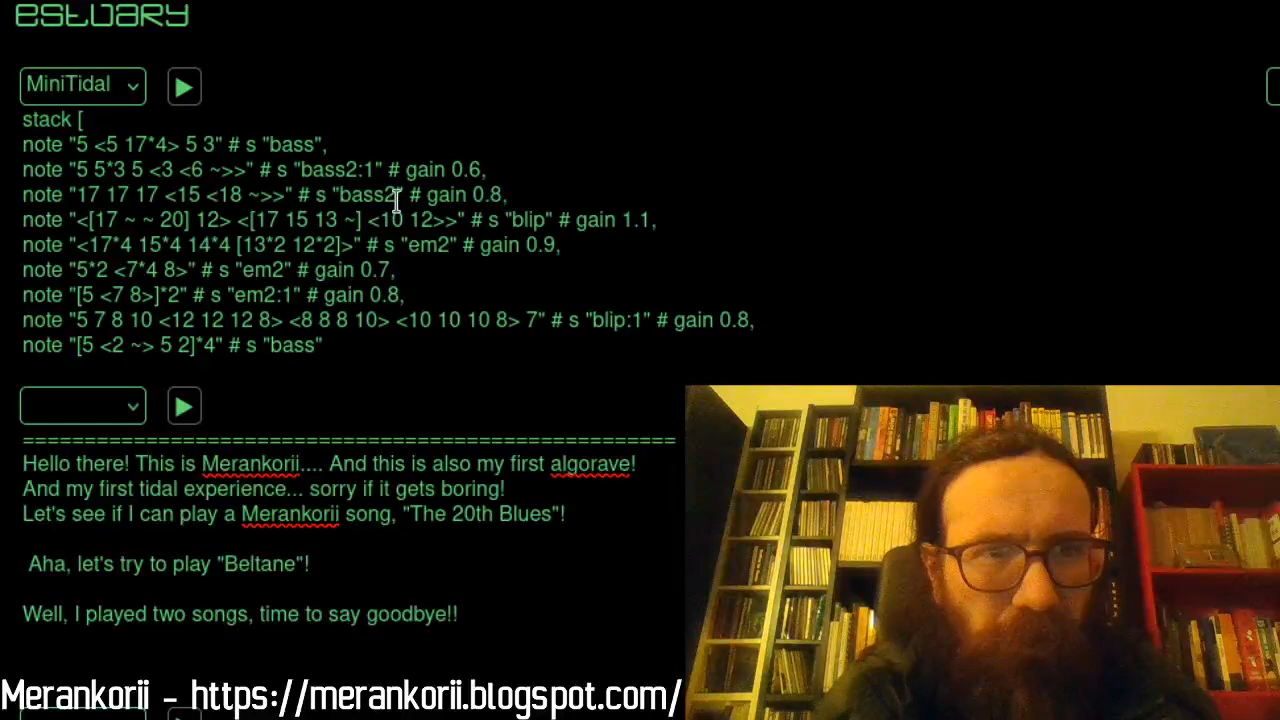 estuary
MiniTidal
stack [
note "5 <5 17*4> 5 3" # s "bass",
note "5 5*3 5 <3 <6 ~>>" # s "bass2:1" # gain 0.6,
note "17 17 17 <15 <18 ~>>" # s "bass2" # gain 0.8,
note "<[17 ~ ~ 20] 12> <[17 15 13 ~] <10 12>>" # s "blip" # gain 1.1,
note "<17*4 15*4 14*4 [13*2 12*2]>" # s "em2" # gain 0.9,
note "5*2 <7*4 8>" # s "em2" # gain 0.7,
note "[5 <7 8>]*2" # s "em2:1" # gain 0.8,
note "5 7 8 10 <12 12 12 8> <8 8 8 10> <10 10 10 8> 7" # s "blip:1" # gain 0.8,
note "[5 <2 ~> 5 2]*4" # s "bass"
=====================================================
Hello there! This is Merankorii.... And this is also my first algorave!
And my first tidal experience... sorry if it gets boring!
Let's see if I can play a Merankorii song, "The 20th Blues"!
Aha, let's try to play "Beltane"!
Well, I played two songs, time to say goodbye!!
Merankorii - https://merankorii.blogspot.com/